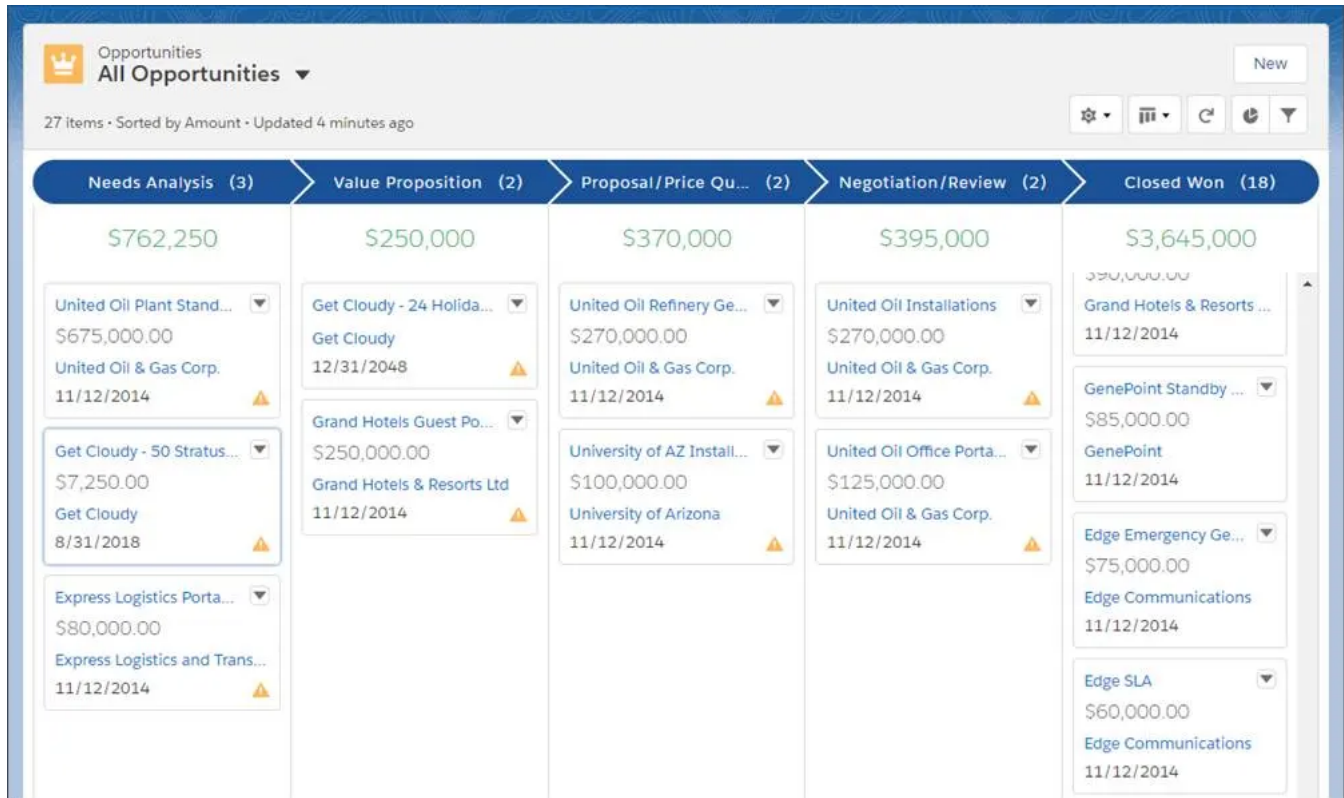 Opportunities
All Opportunities
New
27 items • Sorted by Amount • Updated 4 minutes ago
Needs Analysis (3)
Value Proposition (2)
Proposal/Price Qu... (2)
Negotiation/Review (2)
Closed Won (18)
$762,250
$250,000
$370,000
$395,000
$3,645,000
United Oil Plant Stand...
$675,000.00
United Oil & Gas Corp.
11/12/2014
Get Cloudy - 50 Stratus...
$7,250.00
Get Cloudy
8/31/2018
Express Logistics Porta...
$80,000.00
Express Logistics and Trans...
11/12/2014
Get Cloudy - 24 Holida...
Get Cloudy
12/31/2048
Grand Hotels Guest Po...
$250,000.00
Grand Hotels & Resorts Ltd
11/12/2014
United Oil Refinery Ge...
$270,000.00
United Oil & Gas Corp.
11/12/2014
University of AZ Install...
$100,000.00
University of Arizona
11/12/2014
United Oil Installations
$270,000.00
United Oil & Gas Corp.
11/12/2014
United Oil Office Porta...
$125,000.00
United Oil & Gas Corp.
11/12/2014
$90,000.00
Grand Hotels & Resorts ...
11/12/2014
GenePoint Standby ...
$85,000.00
GenePoint
11/12/2014
Edge Emergency Ge...
$75,000.00
Edge Communications
11/12/2014
Edge SLA
$60,000.00
Edge Communications
11/12/2014